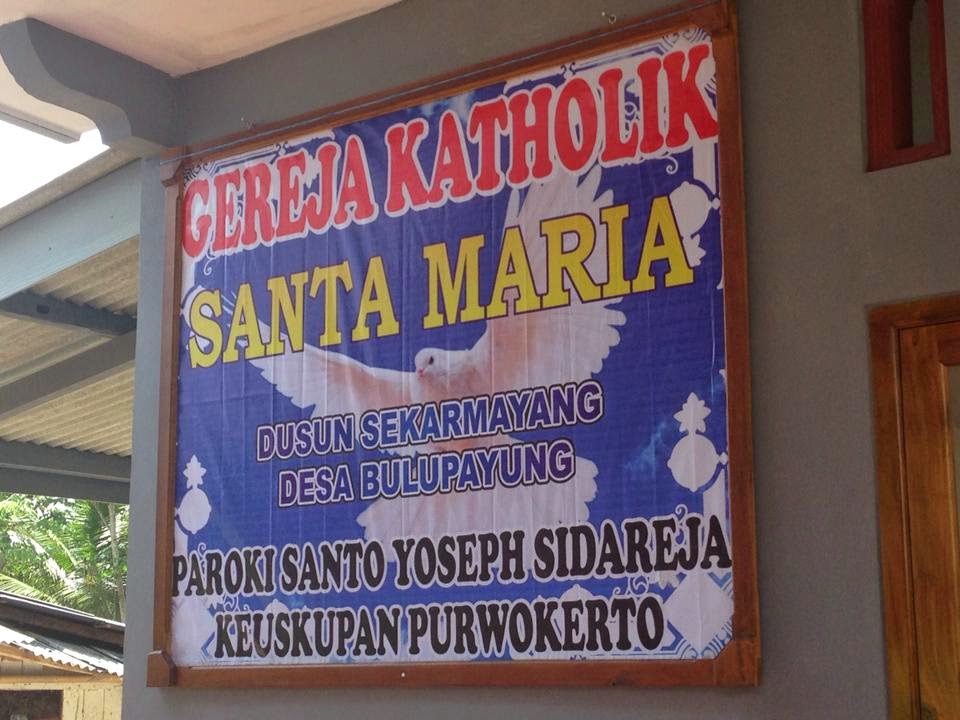 GEREJA KATHOLIK
SANTA MARIA
DUSUN SEKARMAYANG
DESA BULUPAYUNG
PAROKI SANTO YOSEPH SIDAREJA
KEUSKUPAN PURWOKERTO